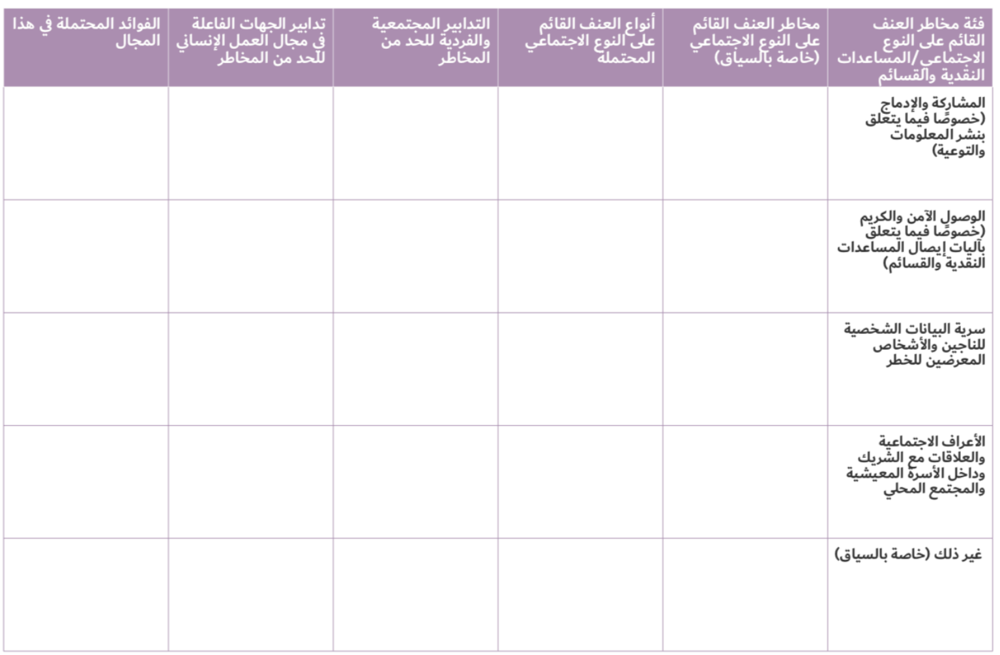 فئة مخاطر العنف
القائم على النوع
الاجتماعي/المساعدات
النقدية والقسائم
مخاطر العنف القائم
على النوع الاجتماعي
(خاصة بالسياق)
أنواع العنف القائم
على النوع الاجتماعي
المحتملة
التدابير المجتمعية
والفردية للحد من
المخاطر
تدابير الجهات الفاعلة
في مجال العمل الإنساني
للحد من المخاطر
الفوائد المحتملة في هذا
المجال
المشاركة والإدماج
(خصوصًا فيما يتعلق
بنشر المعلومات
والتوعية)
الوصول الآمن والكريم
(خصوصًا فيما يتعلق
بآليات إيصال المساعدات
النقدية والقسائم)
سرية البيانات الشخصية
للناجين والأشخاص
المعرضين للخطر
الأعراف الاجتماعية
والعلاقات مع الشريك
وداخل الأسرة المعيشية
والمجتمع المحلي
غير ذلك (خاصة بالسياق)